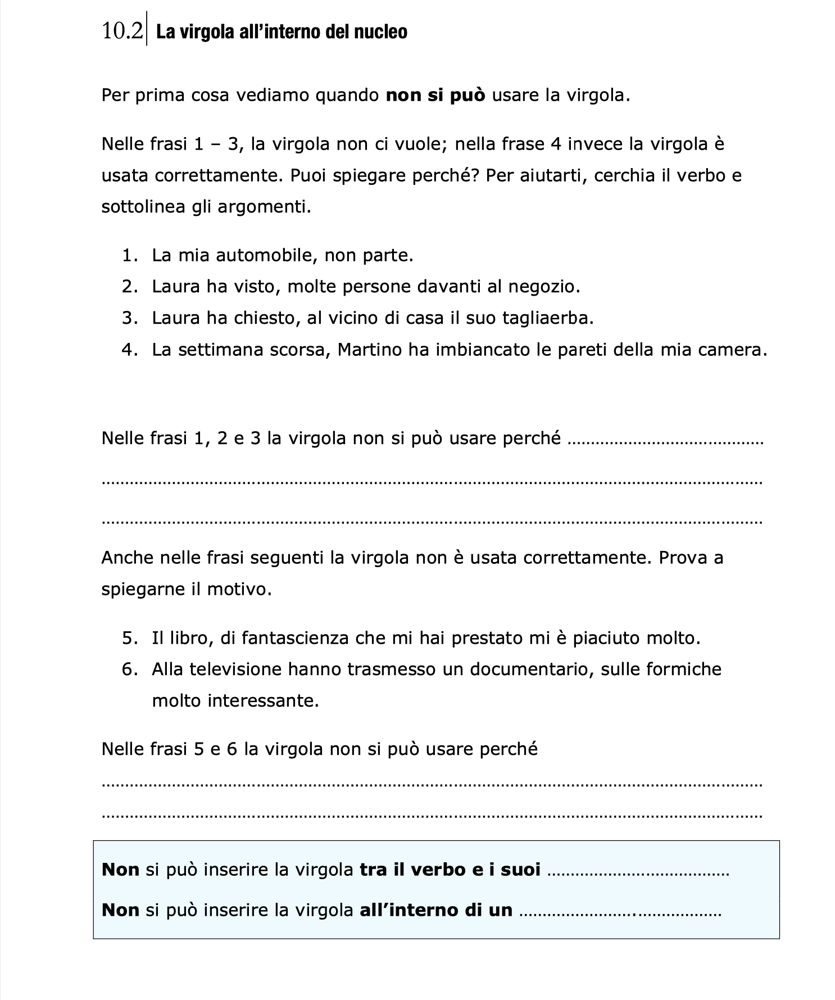 10.2 La virgola all’interno del nucleo
Per prima cosa vediamo quando non si può usare la virgola.
Nelle frasi 1 – 3, la virgola non ci vuole; nella frase 4 invece la virgola è
usata correttamente. Puoi spiegare perché? Per aiutarti, cerchia il verbo e
sottolinea gli argomenti.
1. La mia automobile, non parte.
2. Laura ha visto, molte persone davanti al negozio.
3. Laura ha chiesto, al vicino di casa il suo tagliaerba.
4. La settimana scorsa, Martino ha imbiancato le pareti della mia camera.
Nelle frasi 1, 2 e 3 la virgola non si può usare perché ..........................................
................................................................................................................................................
................................................................................................................................................
Anche nelle frasi seguenti la virgola non è usata correttamente. Prova a
spiegarne il motivo.
5. Il libro, di fantascienza che mi hai prestato mi è piaciuto molto.
6. Alla televisione hanno trasmesso un documentario, sulle formiche
molto interessante.
Nelle frasi 5 e 6 la virgola non si può usare perché
................................................................................................................................................
................................................................................................................................................
Non si può inserire la virgola tra il verbo e i suoi .......................................
Non si può inserire la virgola all’interno di un ...........................................